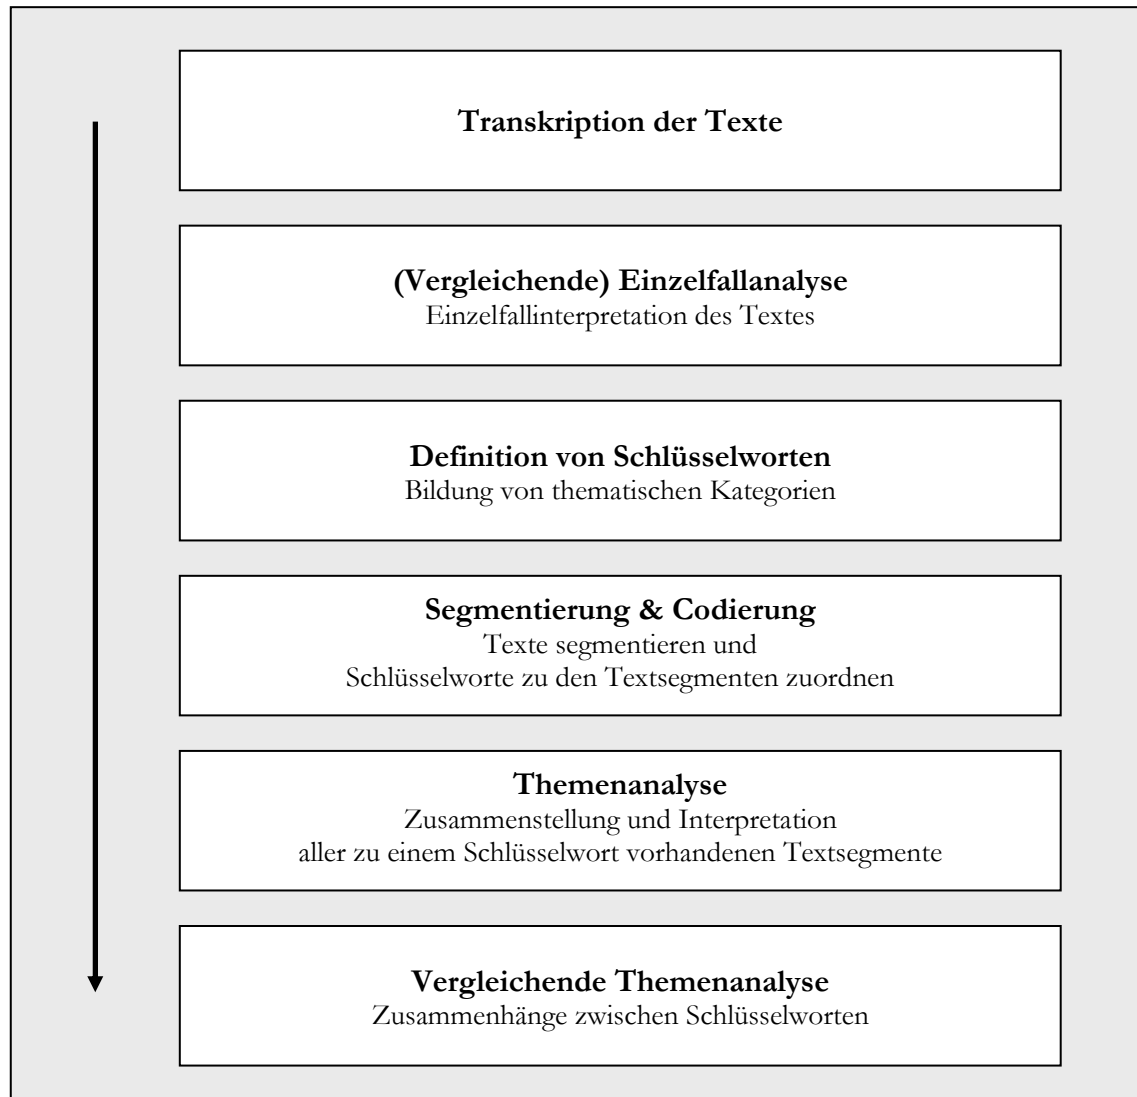 Transkription der Texte
(Vergleichende) Einzelfallanalyse
Einzelfallinterpretation des Textes
Definition von Schlüsselworten
Bildung von thematischen Kategorien
Segmentierung & Codierung
Texte segmentieren und
Schlüsselworte zu den Textsegmenten zuordnen
Themenanalyse
Zusammenstellung und Interpretation
aller zu einem Schlüsselwort vorhandenen Textsegmente
Vergleichende Themenanalyse
Zusammenhänge zwischen Schlüsselworten